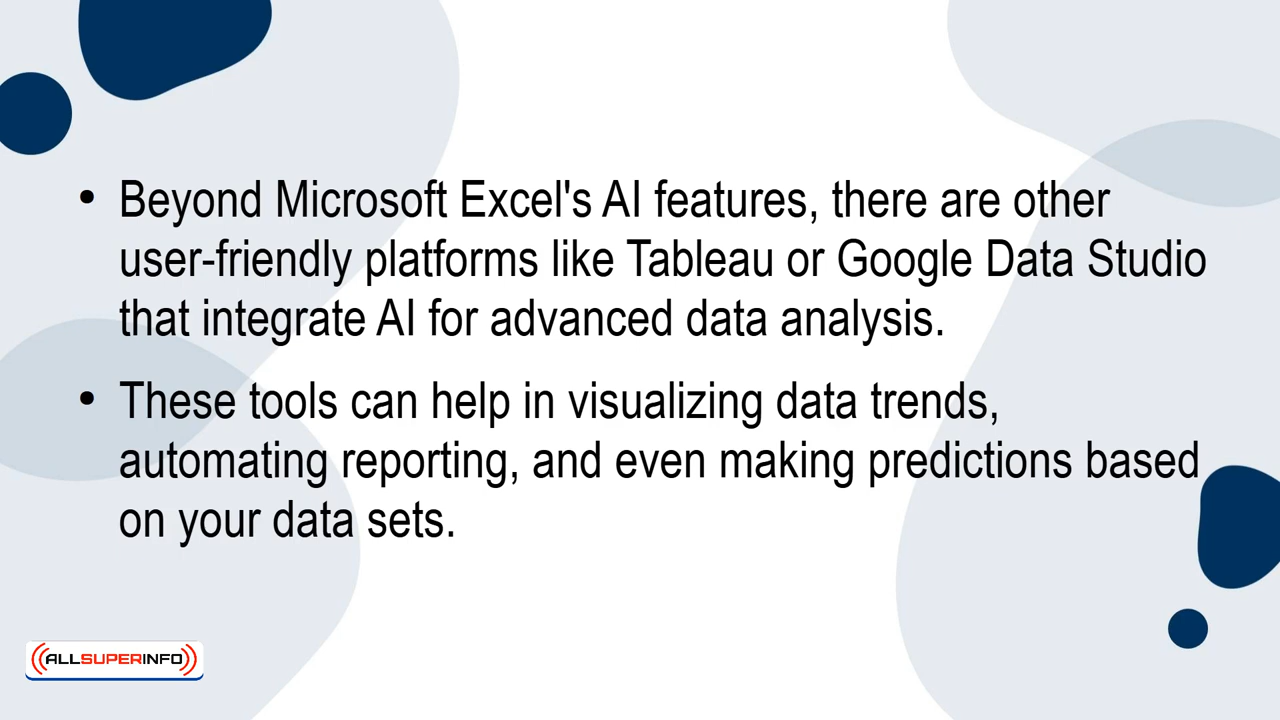 • Beyond Microsoft Excel's AI features, there are other
user-friendly platforms like Tableau or Google Data Studio
that integrate AI for advanced data analysis.
• These tools can help in visualizing data trends,
automating reporting, and even making predictions based
on your data sets.
ALLSUPERINFO